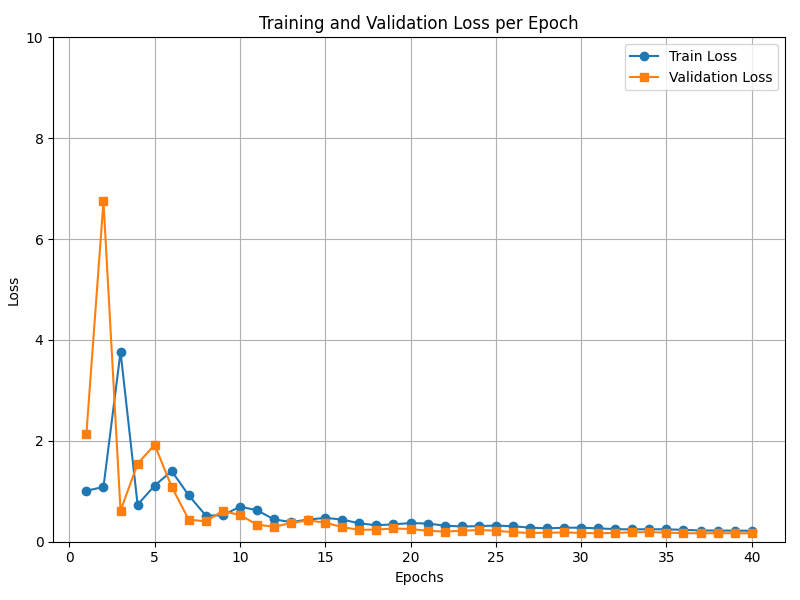 Training and Validation Loss per Epoch
10
8
6
4
2
0
Loss
Train Loss
Validation Loss
0 5 10 15 20 25 30 35 40
Epochs